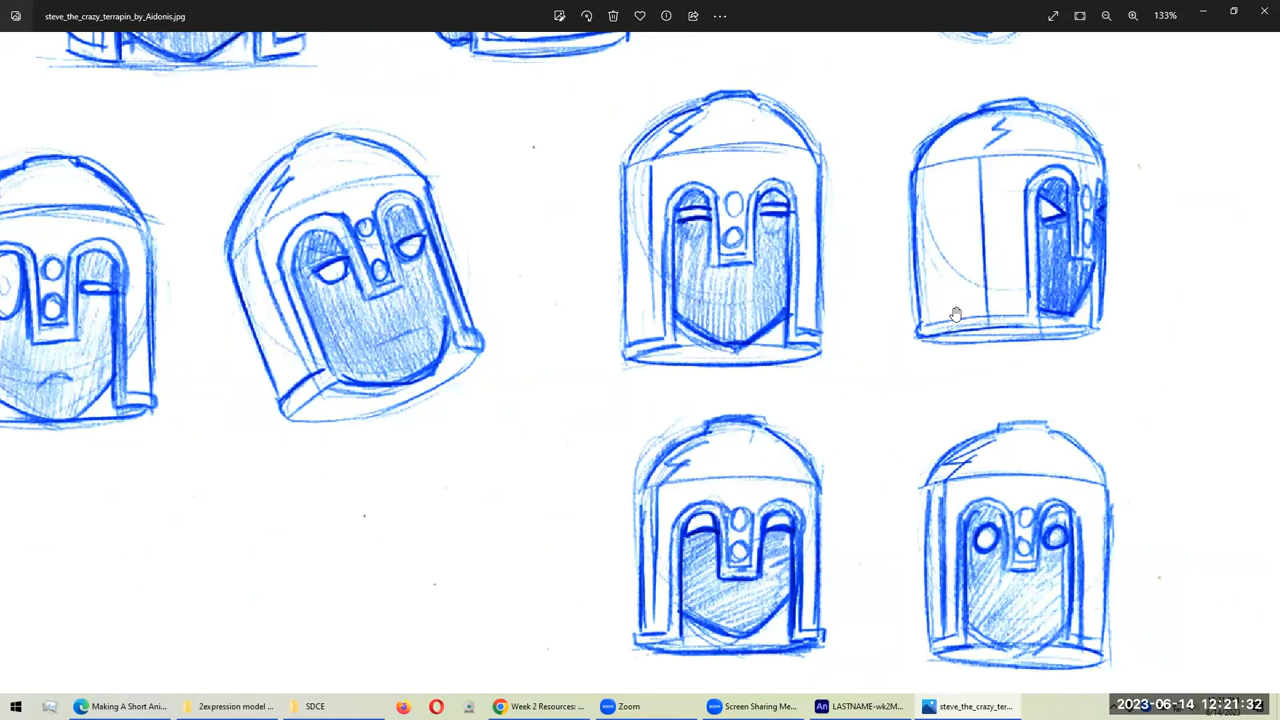 steve_the_crazy_terrapin_by_Aidonis.jpg
133%
Making A Short Ani...
2expression model ...
SDCE
Week 2 Resources: ...
Zoom
Screen Sharing Me...
LASTNAME-wk2M...
steve_the_crazy_ter...
2023-06-14 12:21:32